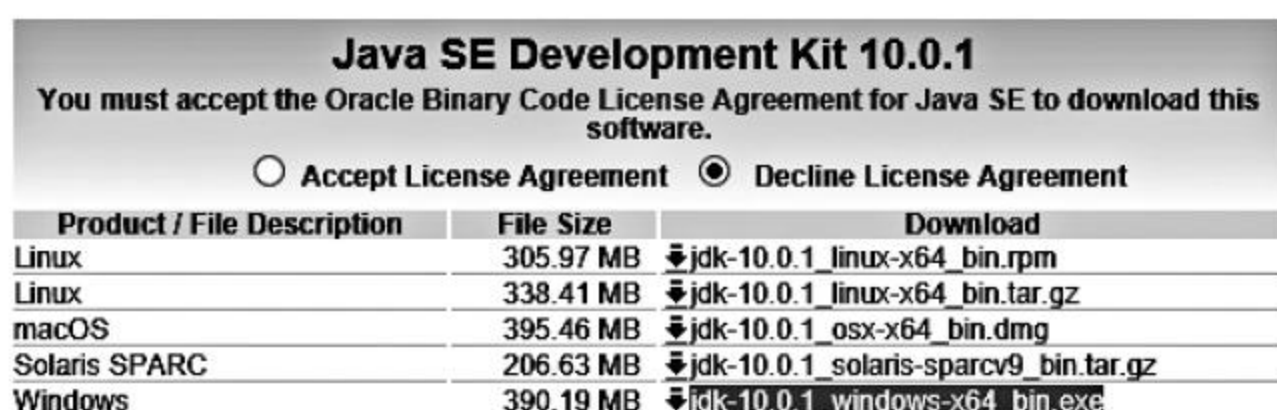 Java SE Development Kit 10.0.1
You must accept the Oracle Binary Code License Agreement for Java SE to download this
software.
Accept License Agreement Decline License Agreement
Product / File Description File Size Download
Linux 305.97 MB jdk-10.0.1_linux-x64_bin.rpm
Linux 338.41 MB jdk-10.0.1_linux-x64_bin.tar.gz
macOS 395.46 MB jdk-10.0.1_osx-x64_bin.dmg
Solaris SPARC 206.63 MB jdk-10.0.1_solaris-sparcv9_bin.tar.gz
Windows 390.19 MB jdk-10.0.1_windows-x64_bin.exe